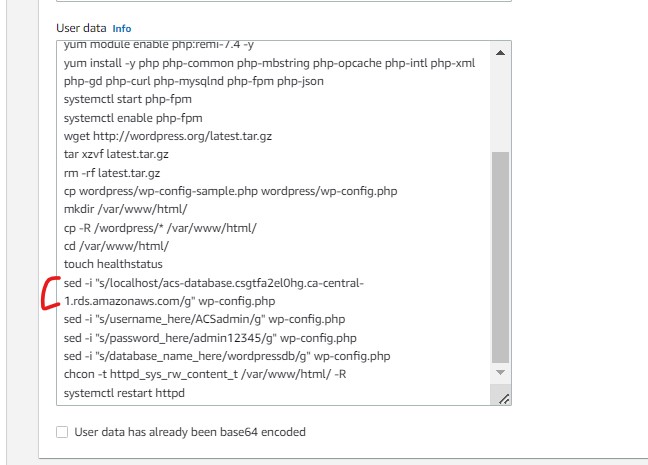 User data Info
yum module enable php:remi-7.4 -y
yum install -y php php-common php-mbstring php-opcache php-intl php-xml
php-gd php-curl php-mysqlnd php-fpm php-json
systemctl start php-fpm
systemctl enable php-fpm
wget http://wordpress.org/latest.tar.gz
tar xzvf latest.tar.gz
rm -rf latest.tar.gz
cp wordpress/wp-config-sample.php wordpress/wp-config.php
mkdir /var/www/html/
cp -R /wordpress/* /var/www/html/
cd /var/www/html/
touch healthstatus
sed -i "s/localhost/acs-database.csgtfa2el0hg.ca-central-
1.rds.amazonaws.com/g" wp-config.php
sed -i "s/username_here/ACSadmin/g" wp-config.php
sed -i "s/password_here/admin12345/g" wp-config.php
sed -i "s/database_name_here/wordpressdb/g" wp-config.php
chcon -t httpd_sys_rw_content_t /var/www/html/ -R
systemctl restart httpd
User data has already been base64 encoded